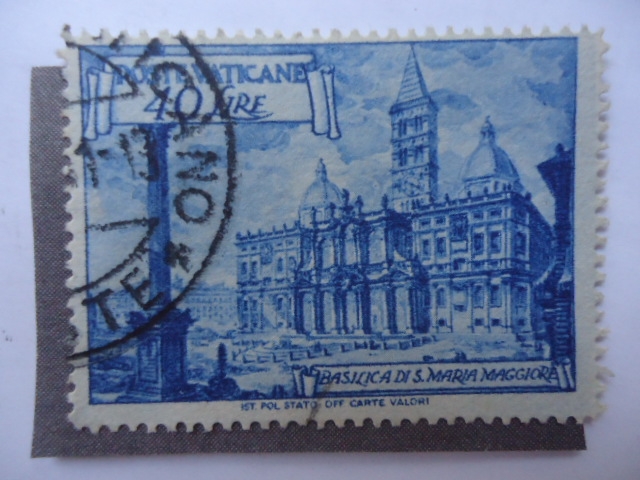 POSTE VATICANE
40 LIRE
BASILICA DI S. MARIA MAGGIORE
IST. POL. STATO OFF. CARTE VALORI